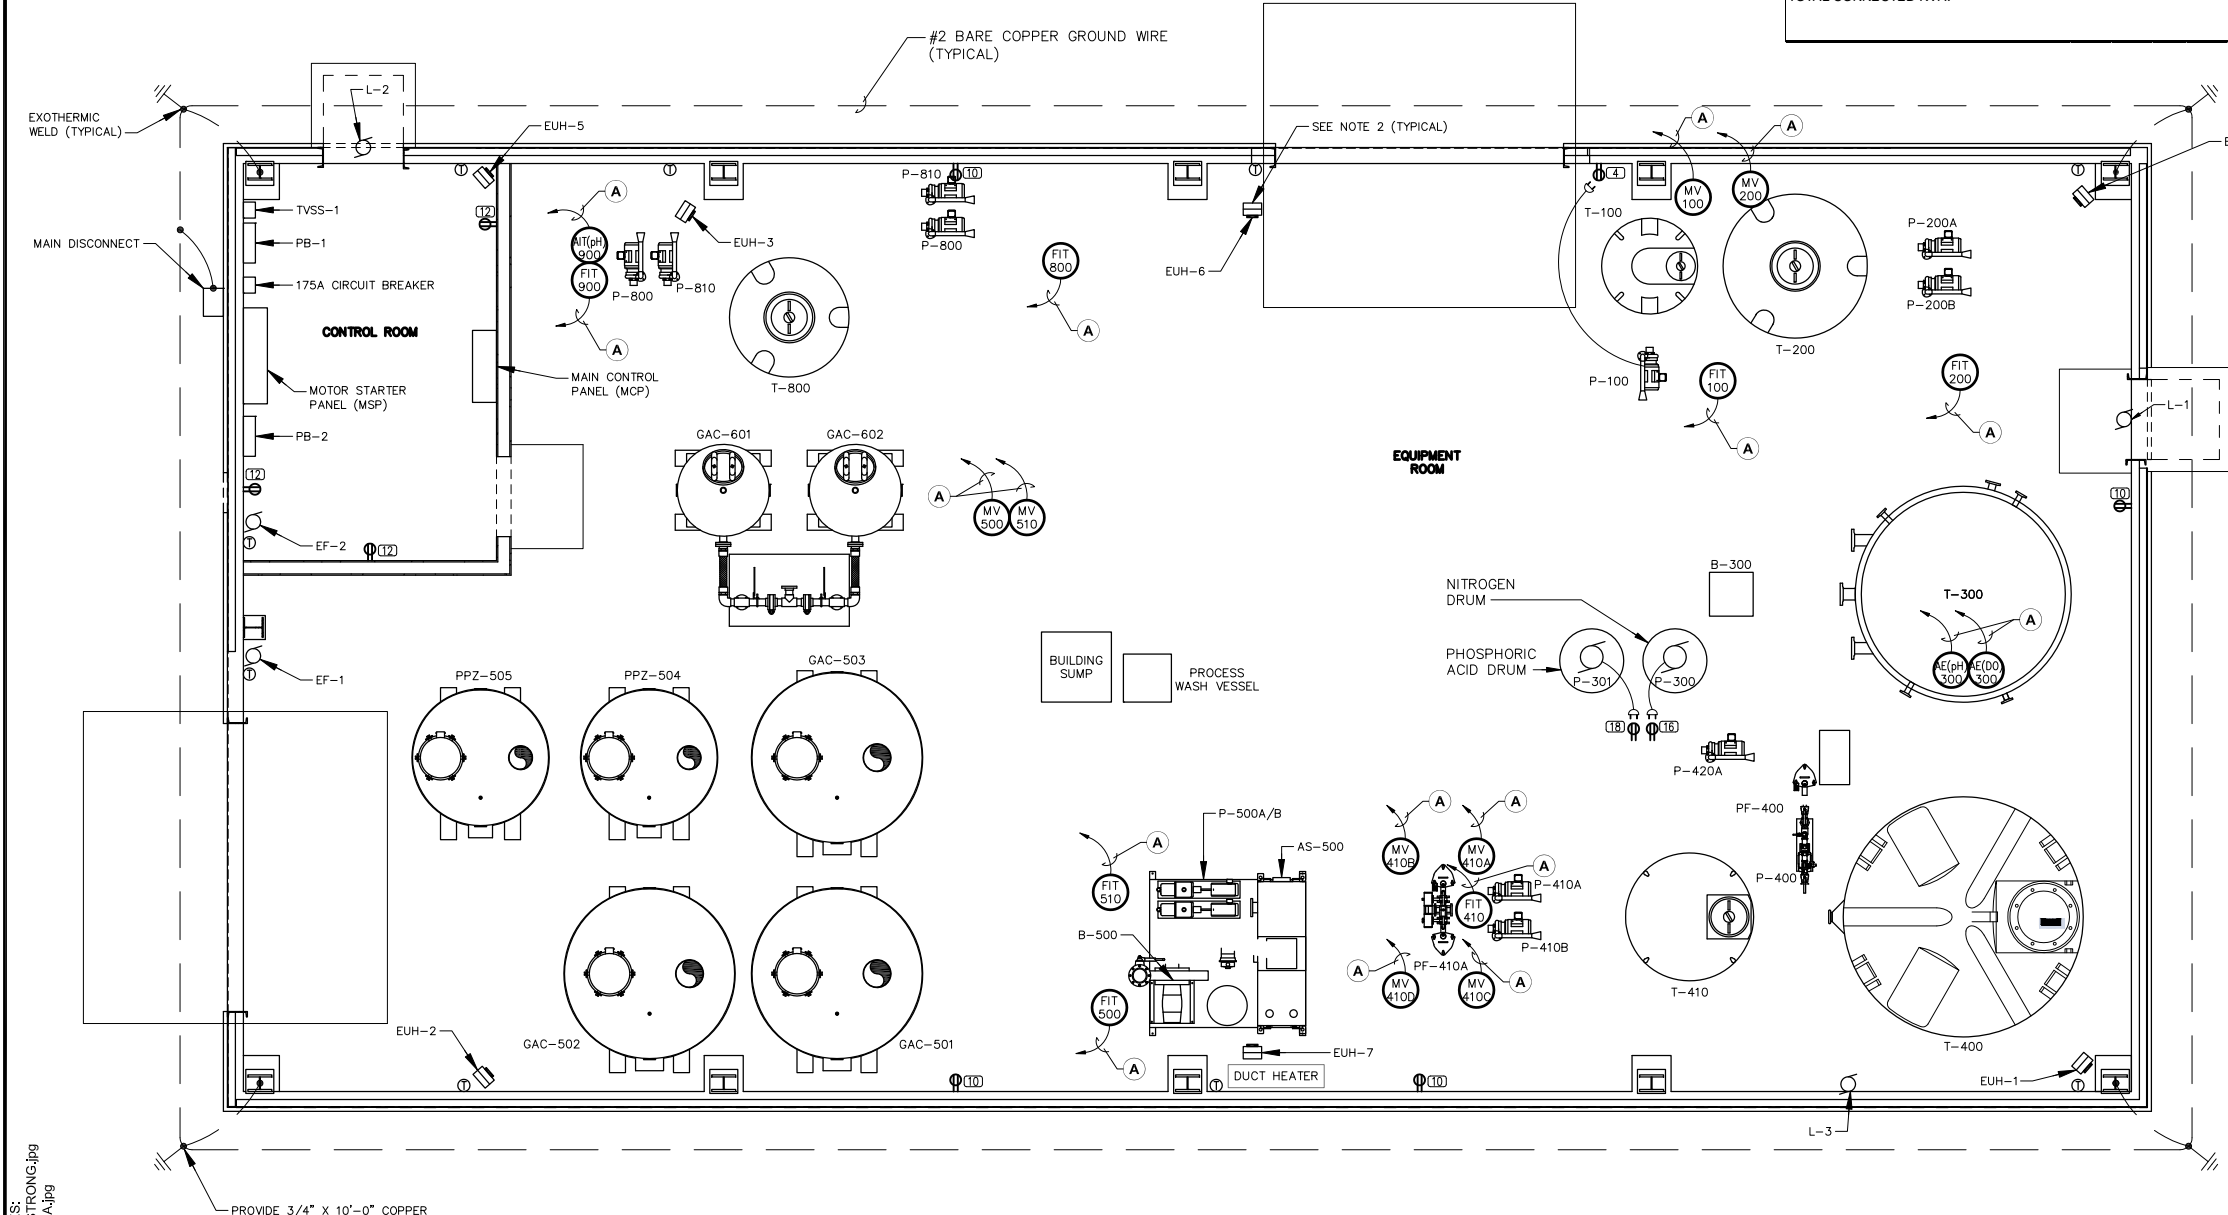 #2 BARE COPPER GROUND WIRE
(TYPICAL)
EXOTHERMIC
WELD (TYPICAL)
L-2
EUH-5
SEE NOTE 2 (TYPICAL)
A
A
E
P-810
10
4
MV
100
MV
200
TVSS-1
12
A
T-100
P-200A
MAIN DISCONNECT
PB-1
AIT(pH)
900
EUH-3
P-800
FIT
800
EUH-6
175A CIRCUIT BREAKER
FIT
900
P-800
P-810
P-200B
CONTROL ROOM
A
A
T-200
MAIN CONTROL
PANEL (MCP)
T-800
P-100
FIT
100
FIT
200
MOTOR STARTER
PANEL (MSP)
L-1
PB-2
GAC-601
GAC-602
A
A
EQUIPMENT
ROOM
12
A
MV
500
MV
510
10
EF-2
12
B-300
NITROGEN
DRUM
T-300
A
PHOSPHORIC
ACID DRUM
P-301
P-300
AE(pH)
300
AE(DO)
300
EF-1
PPZ-505
PPZ-504
GAC-503
BUILDING
SUMP
PROCESS
WASH VESSEL
18
16
P-420A
PF-400
P-400
P-500A/B
AS-500
A
A
A
MV
410B
MV
410A
A
FIT
510
FIT
410
P-410A
P-410B
B-500
PF-410A
A
A
MV
410D
MV
410C
T-410
FIT
500
T-400
EUH-2
GAC-502
GAC-501
A
EUH-7
DUCT HEATER
10
10
EUH-1
L-3
PROVIDE 3/4" X 10'-0" COPPER
STRONG.jpg
A.jpg